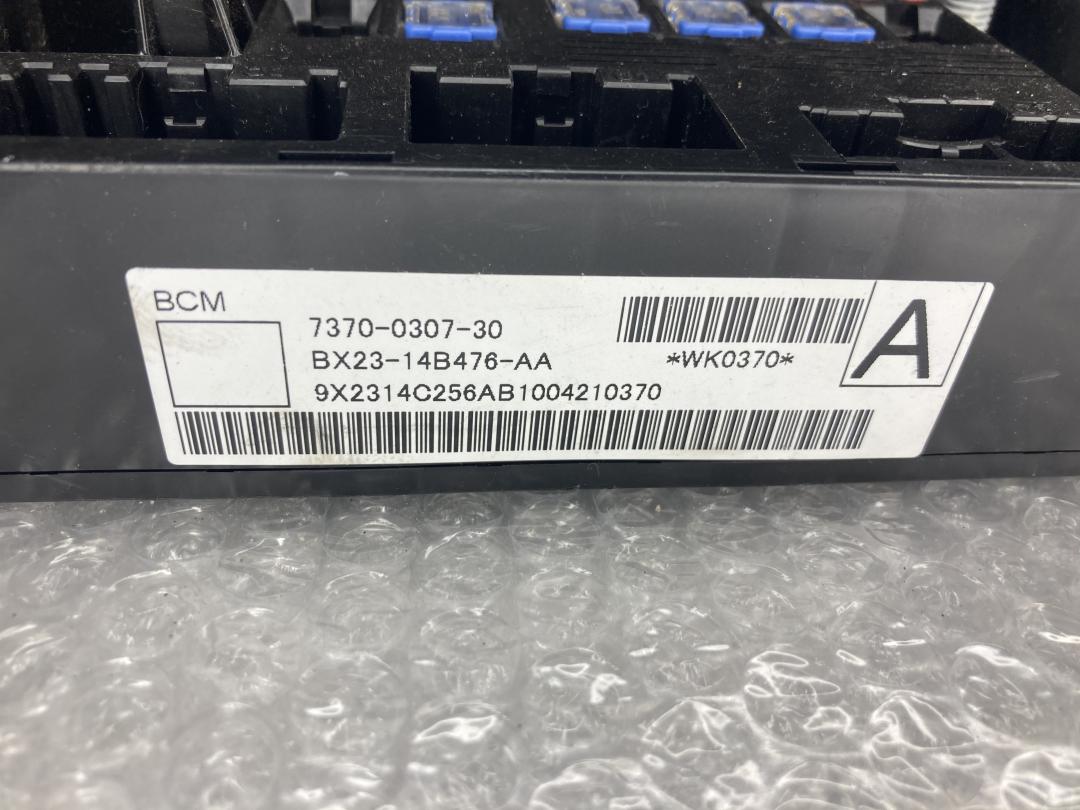 BCM
7370-0307-30
BX23-14B476-AA
*WK0370*
A
9X2314C256AB1004210370